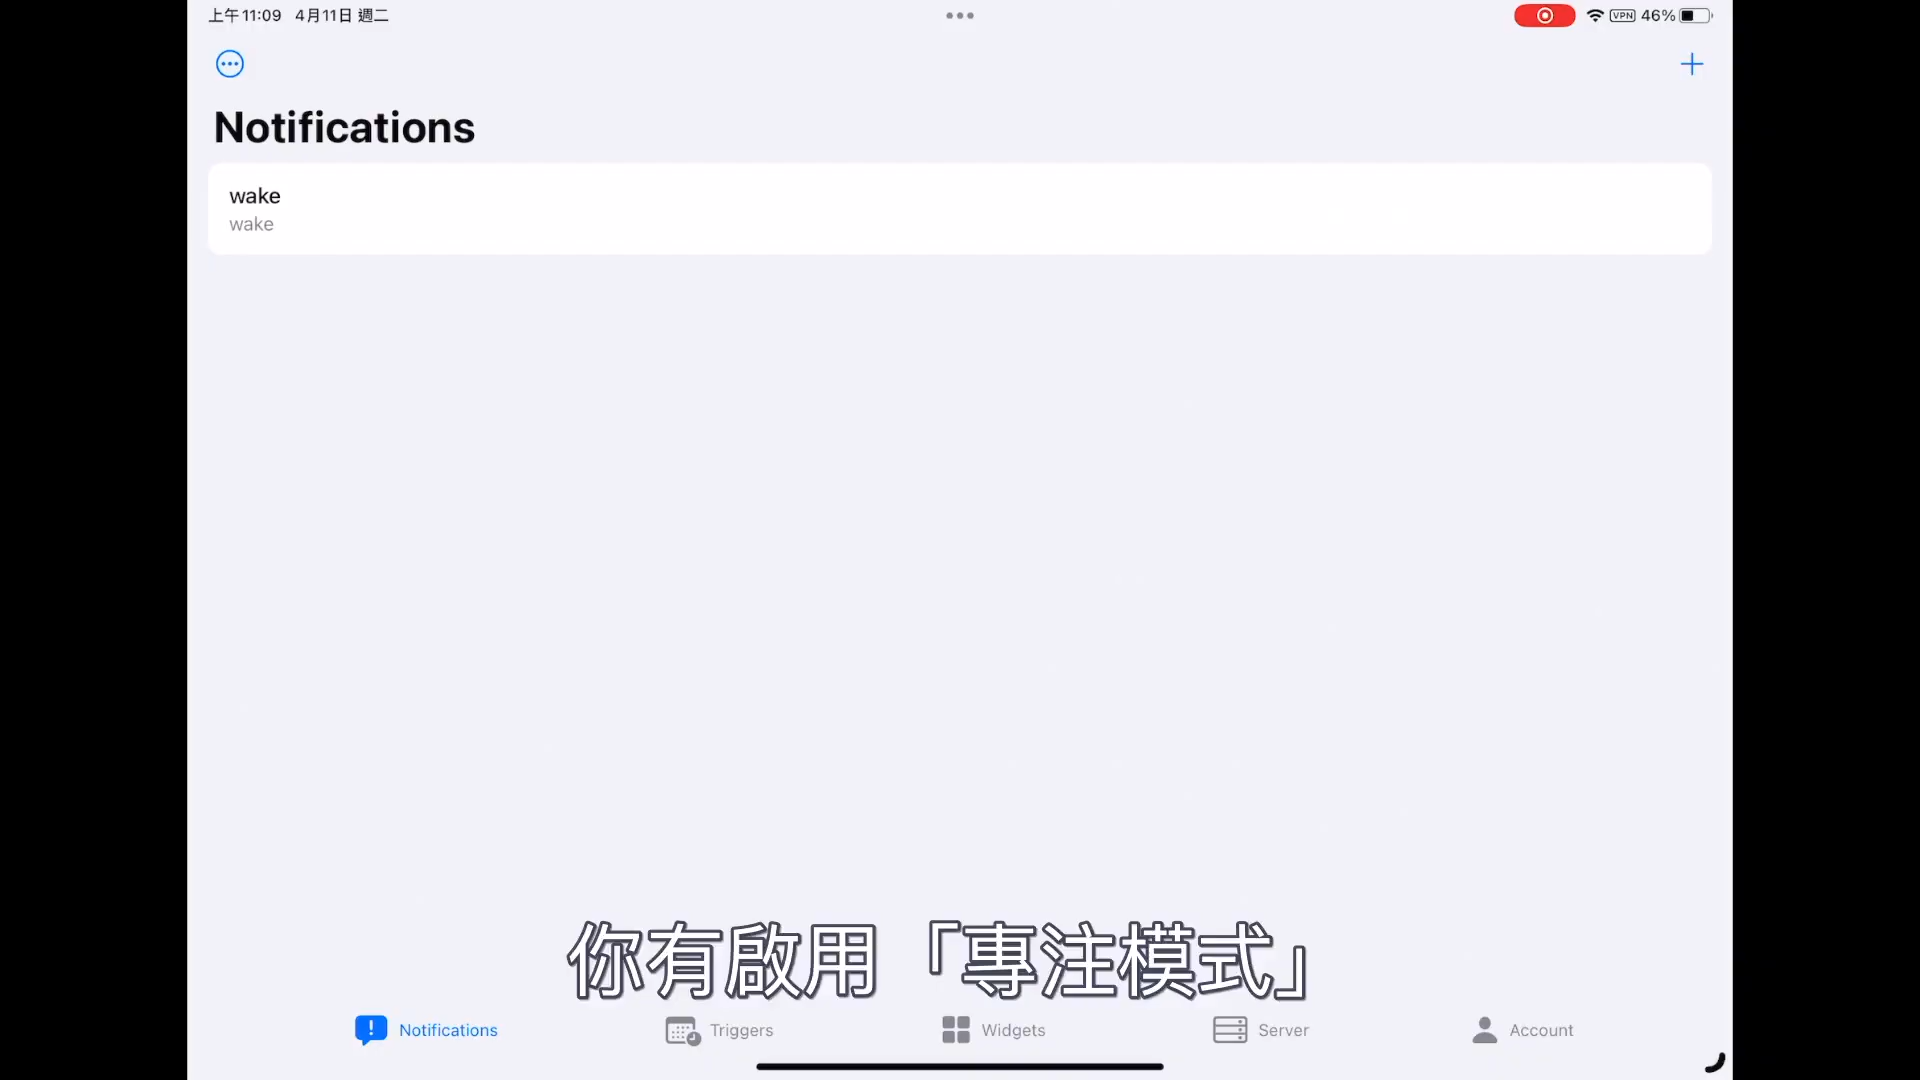 上午11:09 4月11日 週二
VPN 46%
Notifications
wake
wake
你有啟用「專注模式」
Notifications
Triggers
Widgets
Server
Account